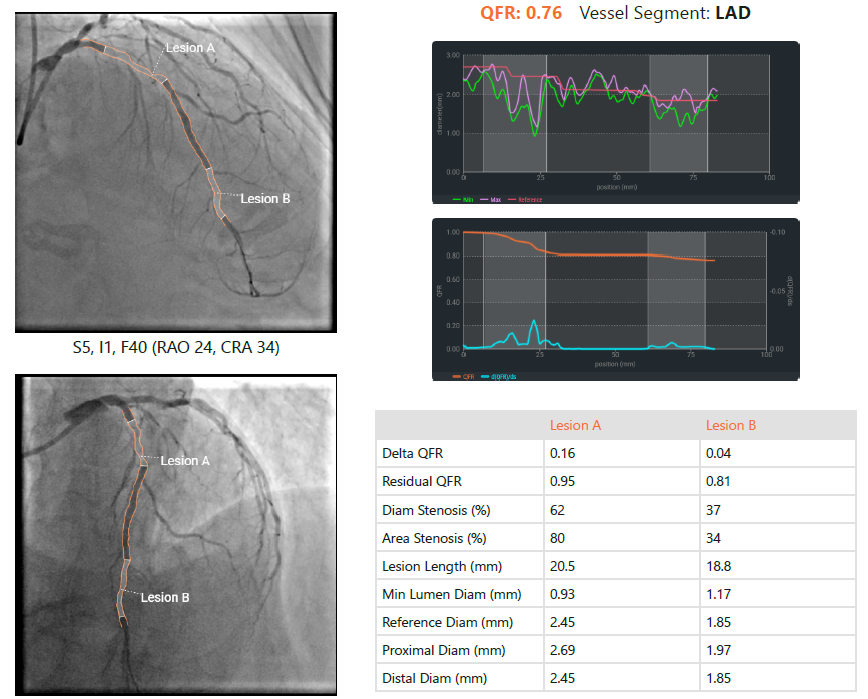 QFR: 0.76 Vessel Segment: LAD
Lesion A
Lesion B
S5, I1, F40 (RAO 24, CRA 34)
Lesion A
Lesion B
3.00
2.00
1.00
0.00
diameter(mm)
0 25 50 75 100
position (mm)
Min Max Reference
1.00
0.80
0.60
0.40
0.20
0.00
QFR
-0.10
-0.05
0.00
d(QFR)/ds
0 25 50 75 100
position (mm)
QFR d(QFR)/ds
Lesion A Lesion B
Delta QFR 0.16 0.04
Residual QFR 0.95 0.81
Diam Stenosis (%) 62 37
Area Stenosis (%) 80 34
Lesion Length (mm) 20.5 18.8
Min Lumen Diam (mm) 0.93 1.17
Reference Diam (mm) 2.45 1.85
Proximal Diam (mm) 2.69 1.97
Distal Diam (mm) 2.45 1.85